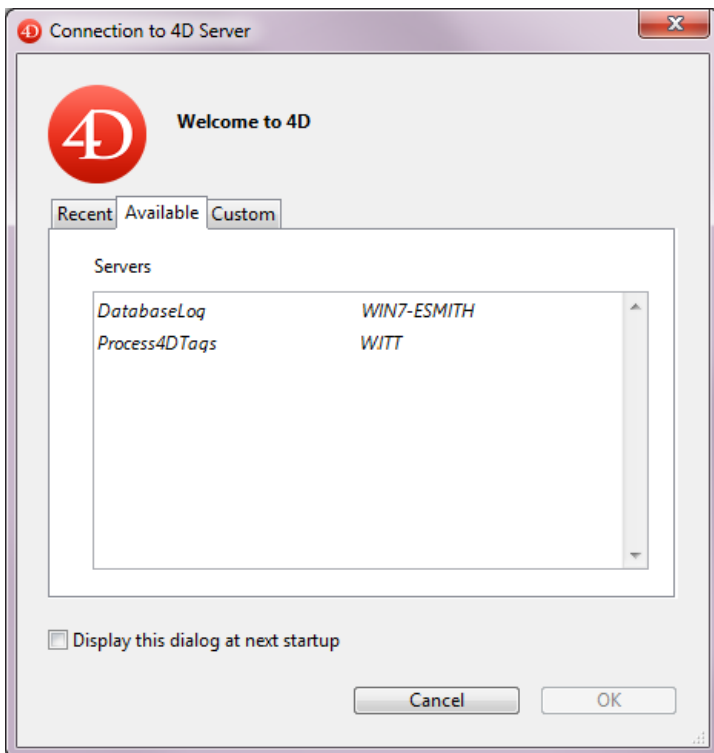 Connection to 4D Server
4D
Welcome to 4D
Recent Available Custom
Servers
DatabaseLog WIN7-ESMITH
Process4DTags WITT
Display this dialog at next startup
Cancel OK